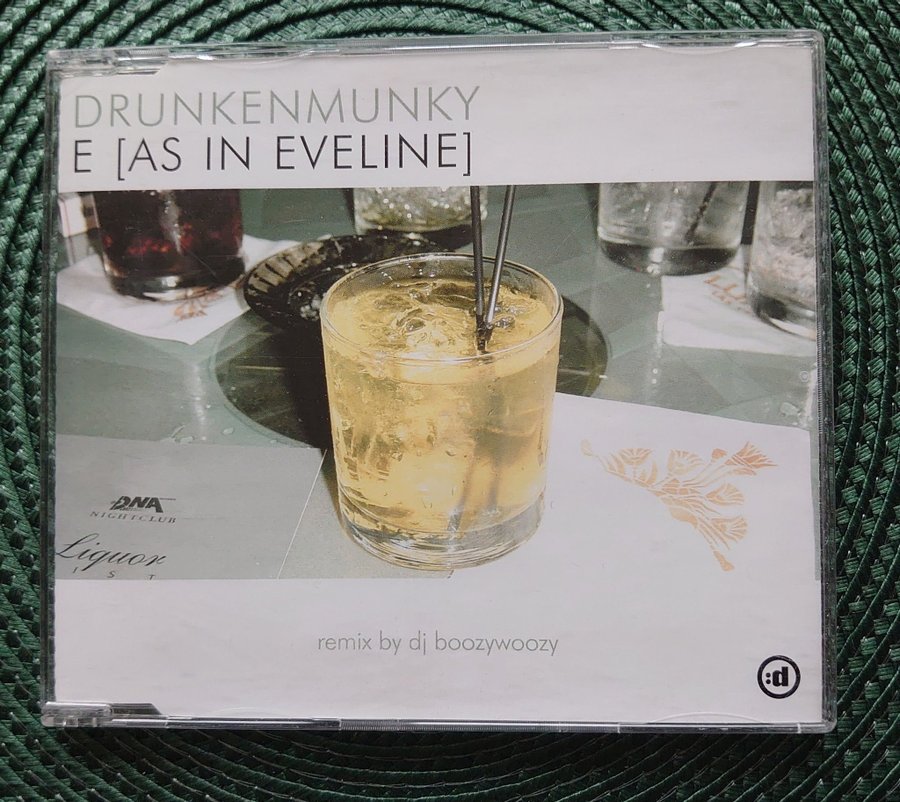 DRUNKENMUNKY
E [AS IN EVELINE]
DNA
NIGHTCLUB
Liquor
I S T
remix by dj boozywoozy
:d